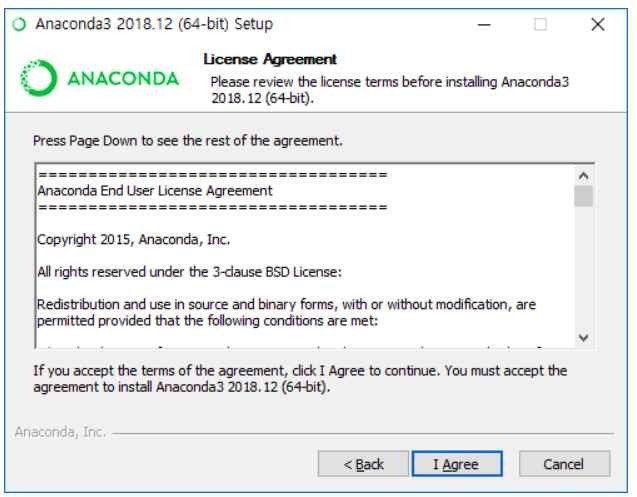 Anaconda3 2018.12 (64-bit) Setup
ANACONDA
License Agreement
Please review the license terms before installing Anaconda3
2018.12 (64-bit).
Press Page Down to see the rest of the agreement.
===================================
Anaconda End User License Agreement
===================================
Copyright 2015, Anaconda, Inc.
All rights reserved under the 3-clause BSD License:
Redistribution and use in source and binary forms, with or without modification, are
permitted provided that the following conditions are met:
If you accept the terms of the agreement, click I Agree to continue. You must accept the
agreement to install Anaconda3 2018.12 (64-bit).
Anaconda, Inc.
< Back
I Agree
Cancel